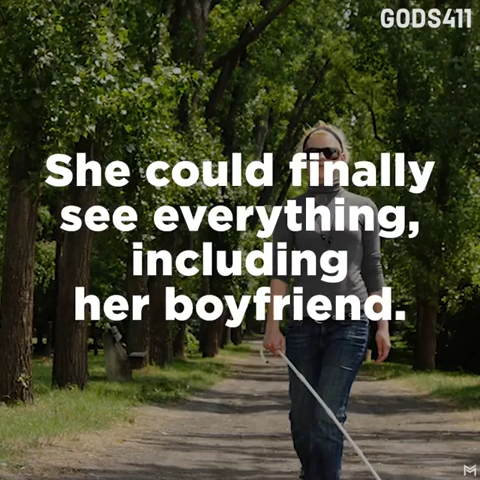 GODS411
She could finally
see everything,
including
her boyfriend.